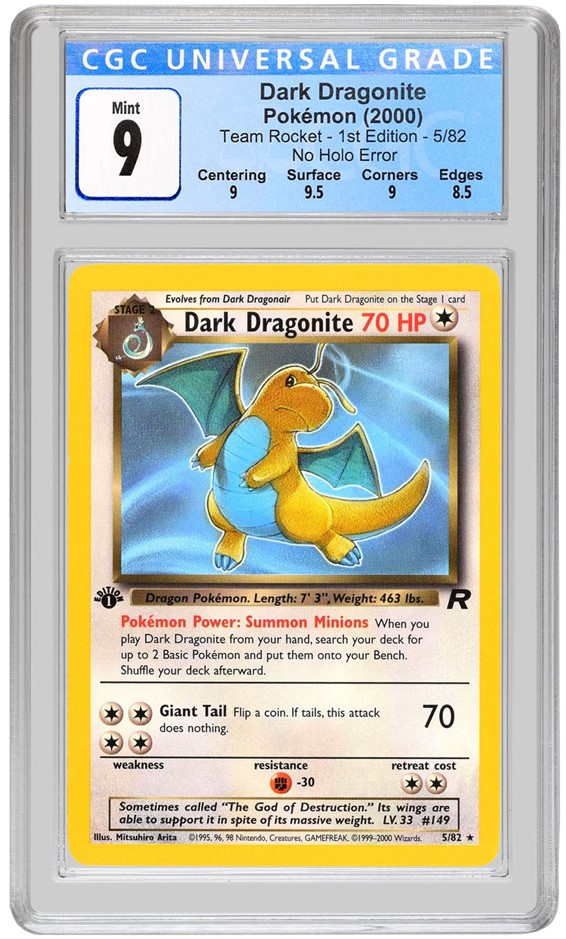 CGC UNIVERSAL GRADE
Mint
9
Dark Dragonite
Pokémon (2000)
Team Rocket - 1st Edition - 5/82
No Holo Error
Centering Surface Corners Edges
9 9.5 9 8.5
Evolves from Dark Dragonair Put Dark Dragonite on the Stage 1 card
STAGE 2
Dark Dragonite 70 HP
EDITION
1
Dragon Pokémon. Length: 7' 3", Weight: 463 lbs.
R
Pokémon Power: Summon Minions When you
play Dark Dragonite from your hand, search your deck for
up to 2 Basic Pokémon and put them onto your Bench.
Shuffle your deck afterward.
Giant Tail Flip a coin. If tails, this attack
does nothing.
70
weakness resistance retreat cost
-30
Sometimes called "The God of Destruction." Its wings are
able to support it in spite of its massive weight. LV. 33 #149
Illus. Mitsuhiro Arita ©1995, 96, 98 Nintendo, Creatures, GAMEFREAK. ©1999-2000 Wizards. 5/82 ★